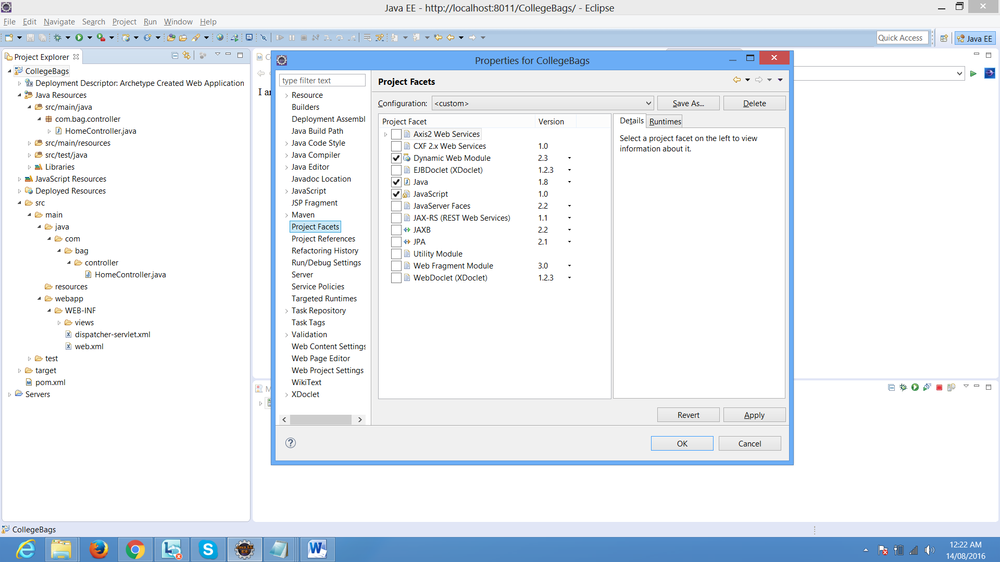 Java EE - http://localhost:8011/CollegeBags/ - Eclipse
File Edit Navigate Search Project Run Window Help
Quick Access
Java EE
Project Explorer
CollegeBags
Deployment Descriptor: Archetype Created Web Application
Java Resources
src/main/java
com.bag.controller
HomeController.java
src/main/resources
src/test/java
Libraries
JavaScript Resources
Deployed Resources
src
main
java
com
bag
controller
HomeController.java
resources
webapp
WEB-INF
views
dispatcher-servlet.xml
web.xml
test
target
pom.xml
Servers
I a
Properties for CollegeBags
type filter text
Resource
Builders
Deployment Assembl
Java Build Path
Java Code Style
Java Compiler
Java Editor
Javadoc Location
JavaScript
JSP Fragment
Maven
Project Facets
Project References
Refactoring History
Run/Debug Settings
Server
Service Policies
Targeted Runtimes
Task Repository
Task Tags
Validation
Web Content Settings
Web Page Editor
Web Project Settings
WikiText
XDoclet
Project Facets
Configuration: <custom> Save As... Delete
Project Facet Version
Axis2 Web Services
CXF 2.x Web Services 1.0
Dynamic Web Module 2.3
EJBDoclet (XDoclet) 1.2.3
Java 1.8
JavaScript 1.0
JavaServer Faces 2.2
JAX-RS (REST Web Services) 1.1
JAXB 2.2
JPA 2.1
Utility Module
Web Fragment Module 3.0
WebDoclet (XDoclet) 1.2.3
Details Runtimes
Select a project facet on the left to view
information about it.
Revert Apply
OK Cancel
CollegeBags
12:22 AM
14/08/2016